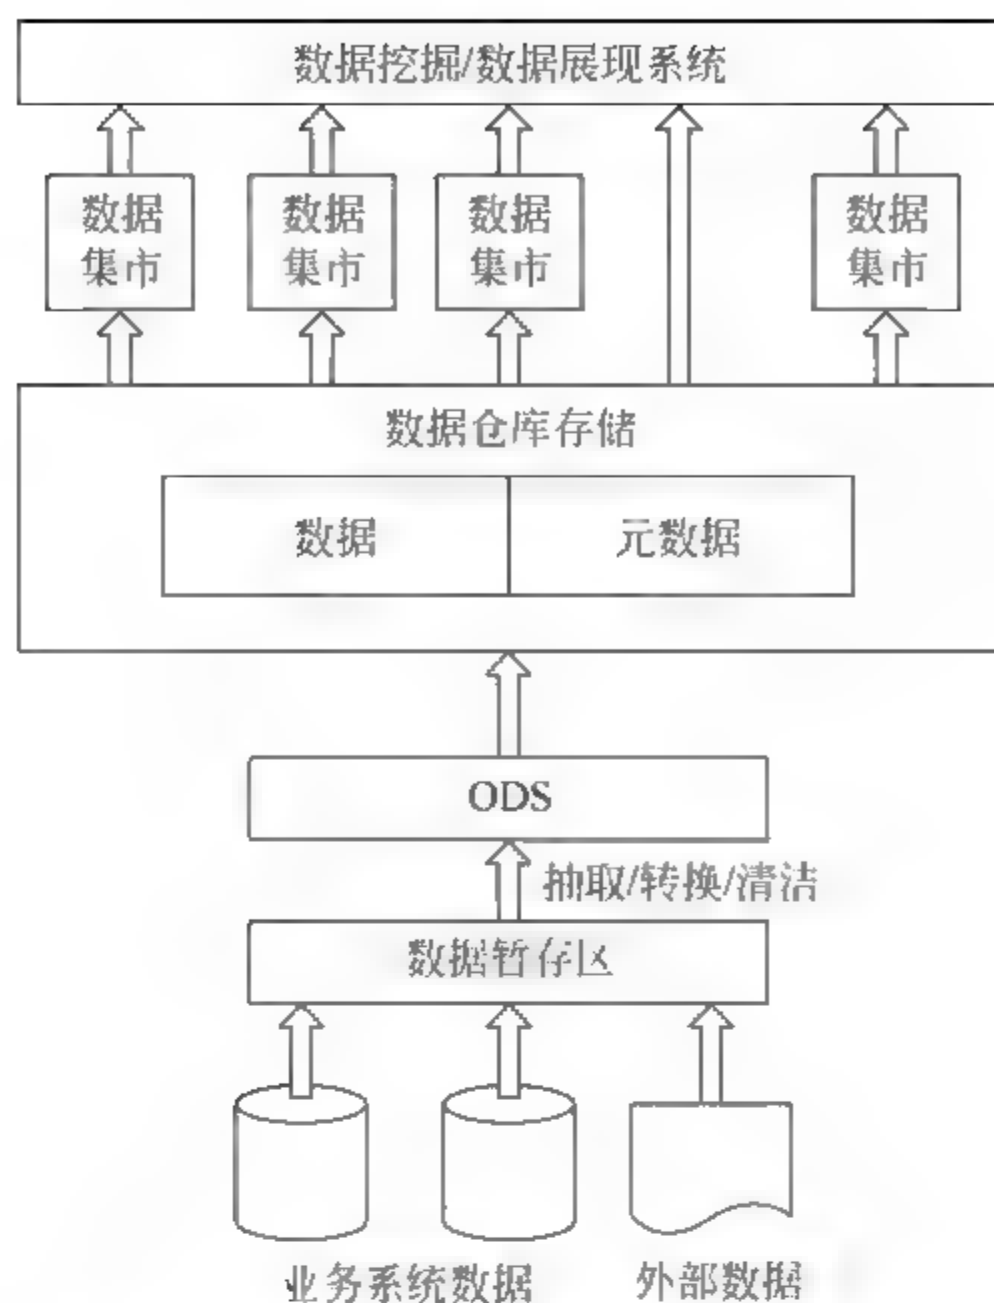 数据挖掘/数据展现系统
数据
集市
数据
集市
数据
集市
数据
集市
数据仓库存储
数据
元数据
ODS
抽取/转换/清洁
数据暂存区
业务系统数据
外部数据